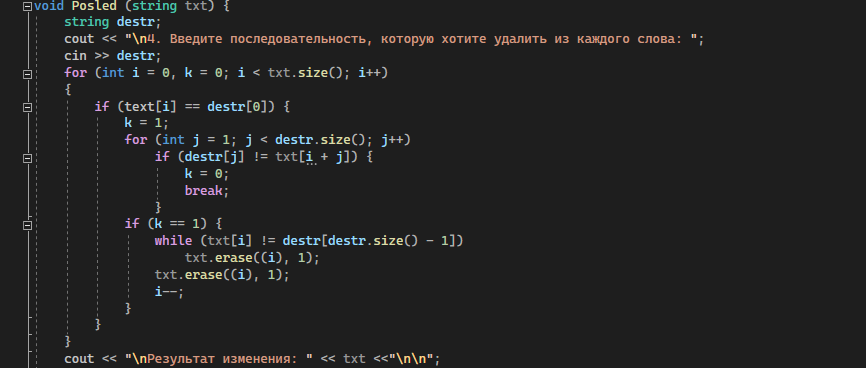 void Posled (string txt) {
string destr;
cout << "\n4. Введите последовательность, которую хотите удалить из каждого слова: ";
cin >> destr;
for (int i = 0, k = 0; i < txt.size(); i++)
{
if (text[i] == destr[0]) {
k = 1;
for (int j = 1; j < destr.size(); j++)
if (destr[j] != txt[i + j]) {
k = 0;
break;
}
if (k == 1) {
while (txt[i] != destr[destr.size() - 1])
txt.erase((i), 1);
txt.erase((i), 1);
i--;
}
}
}
cout << "\nРезультат изменения: " << txt <<"\n\n";